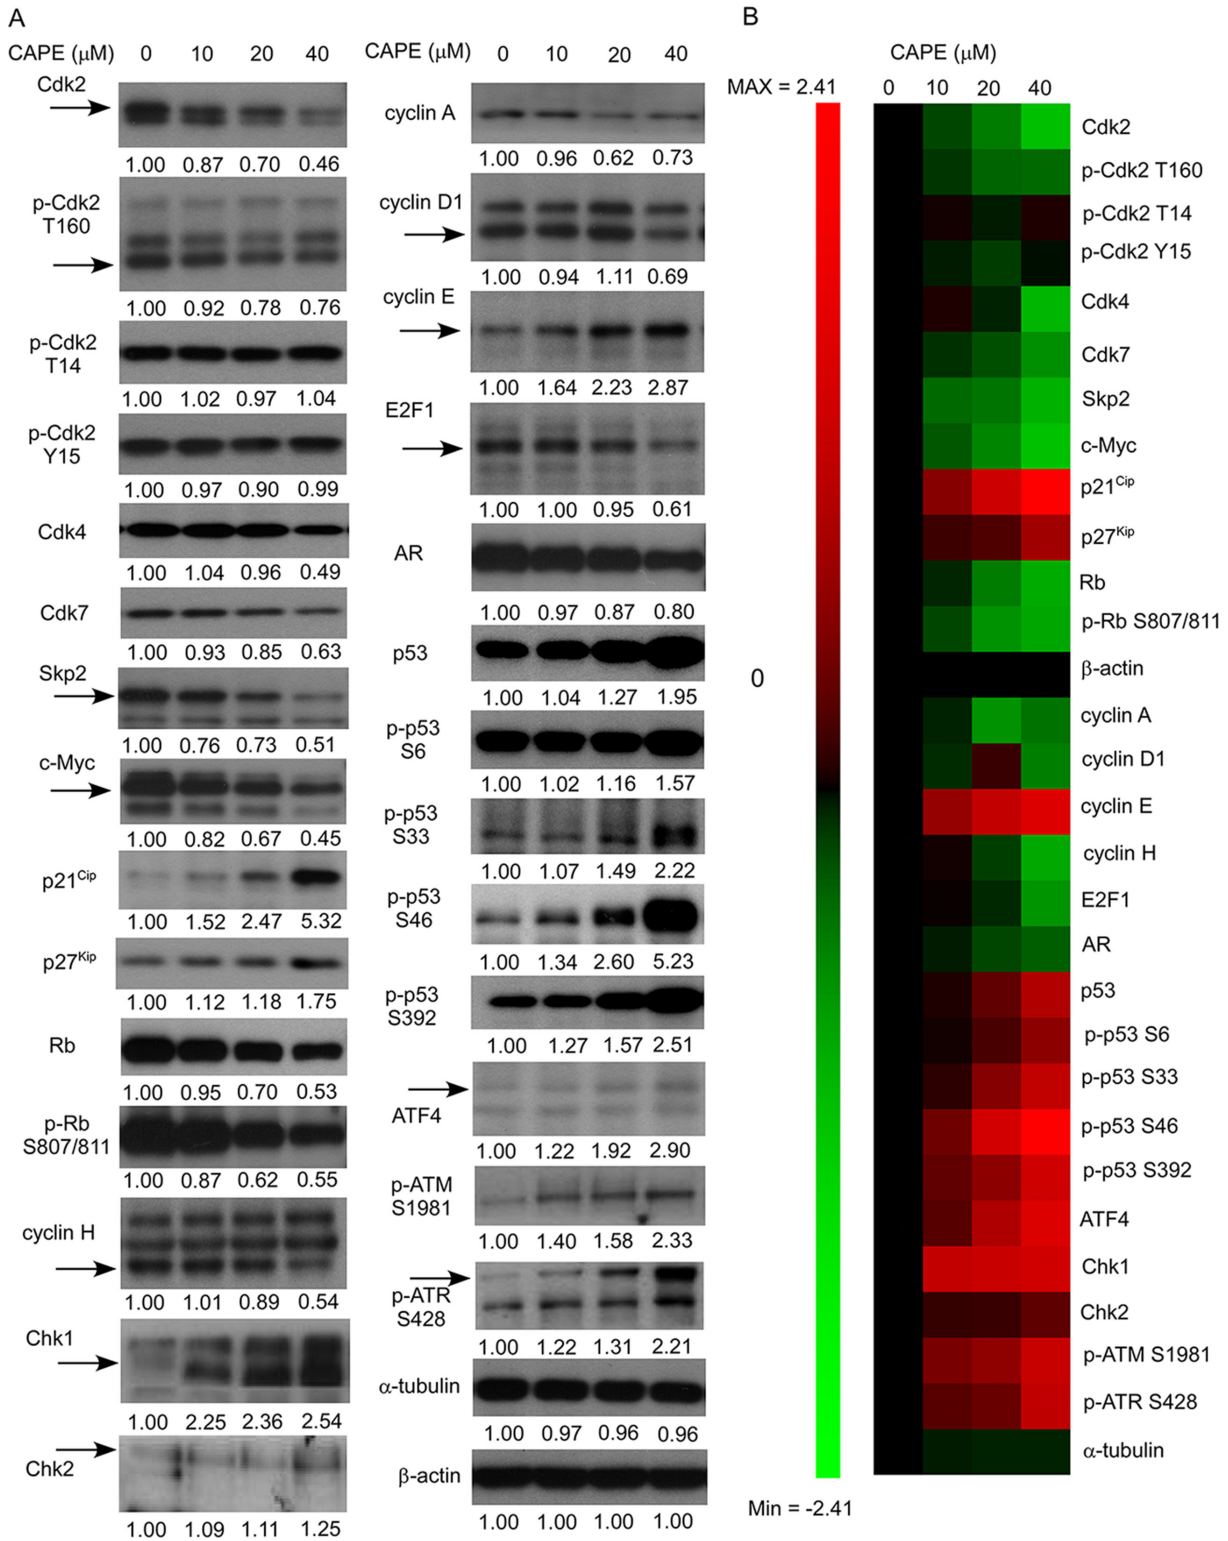 A
CAPE (μM) 0 10 20 40
Cdk2
1.00 0.87 0.70 0.46
p-Cdk2
T160
1.00 0.92 0.78 0.76
p-Cdk2
T14
1.00 1.02 0.97 1.04
p-Cdk2
Y15
1.00 0.97 0.90 0.99
Cdk4
1.00 1.04 0.96 0.49
Cdk7
1.00 0.93 0.85 0.63
Skp2
1.00 0.76 0.73 0.51
c-Myc
1.00 0.82 0.67 0.45
p21Cip
1.00 1.52 2.47 5.32
p27Kip
1.00 1.12 1.18 1.75
Rb
1.00 0.95 0.70 0.53
p-Rb
S807/811
1.00 0.87 0.62 0.55
cyclin H
1.00 1.01 0.89 0.54
Chk1
1.00 2.25 2.36 2.54
Chk2
1.00 1.09 1.11 1.25
CAPE (μM) 0 10 20 40
cyclin A
1.00 0.96 0.62 0.73
cyclin D1
1.00 0.94 1.11 0.69
cyclin E
1.00 1.64 2.23 2.87
E2F1
1.00 1.00 0.95 0.61
AR
1.00 0.97 0.87 0.80
p53
1.00 1.04 1.27 1.95
p-p53
S6
1.00 1.02 1.16 1.57
p-p53
S33
1.00 1.07 1.49 2.22
p-p53
S46
1.00 1.34 2.60 5.23
p-p53
S392
1.00 1.27 1.57 2.51
ATF4
1.00 1.22 1.92 2.90
p-ATM
S1981
1.00 1.40 1.58 2.33
p-ATR
S428
1.00 1.22 1.31 2.21
α-tubulin
1.00 0.97 0.96 0.96
β-actin
1.00 1.00 1.00 1.00
B
CAPE (μM)
0 10 20 40
MAX = 2.41
0
Min = -2.41
Cdk2
p-Cdk2 T160
p-Cdk2 T14
p-Cdk2 Y15
Cdk4
Cdk7
Skp2
c-Myc
p21Cip
p27Kip
Rb
p-Rb S807/811
β-actin
cyclin A
cyclin D1
cyclin E
cyclin H
E2F1
AR
p53
p-p53 S6
p-p53 S33
p-p53 S46
p-p53 S392
ATF4
Chk1
Chk2
p-ATM S1981
p-ATR S428
α-tubulin